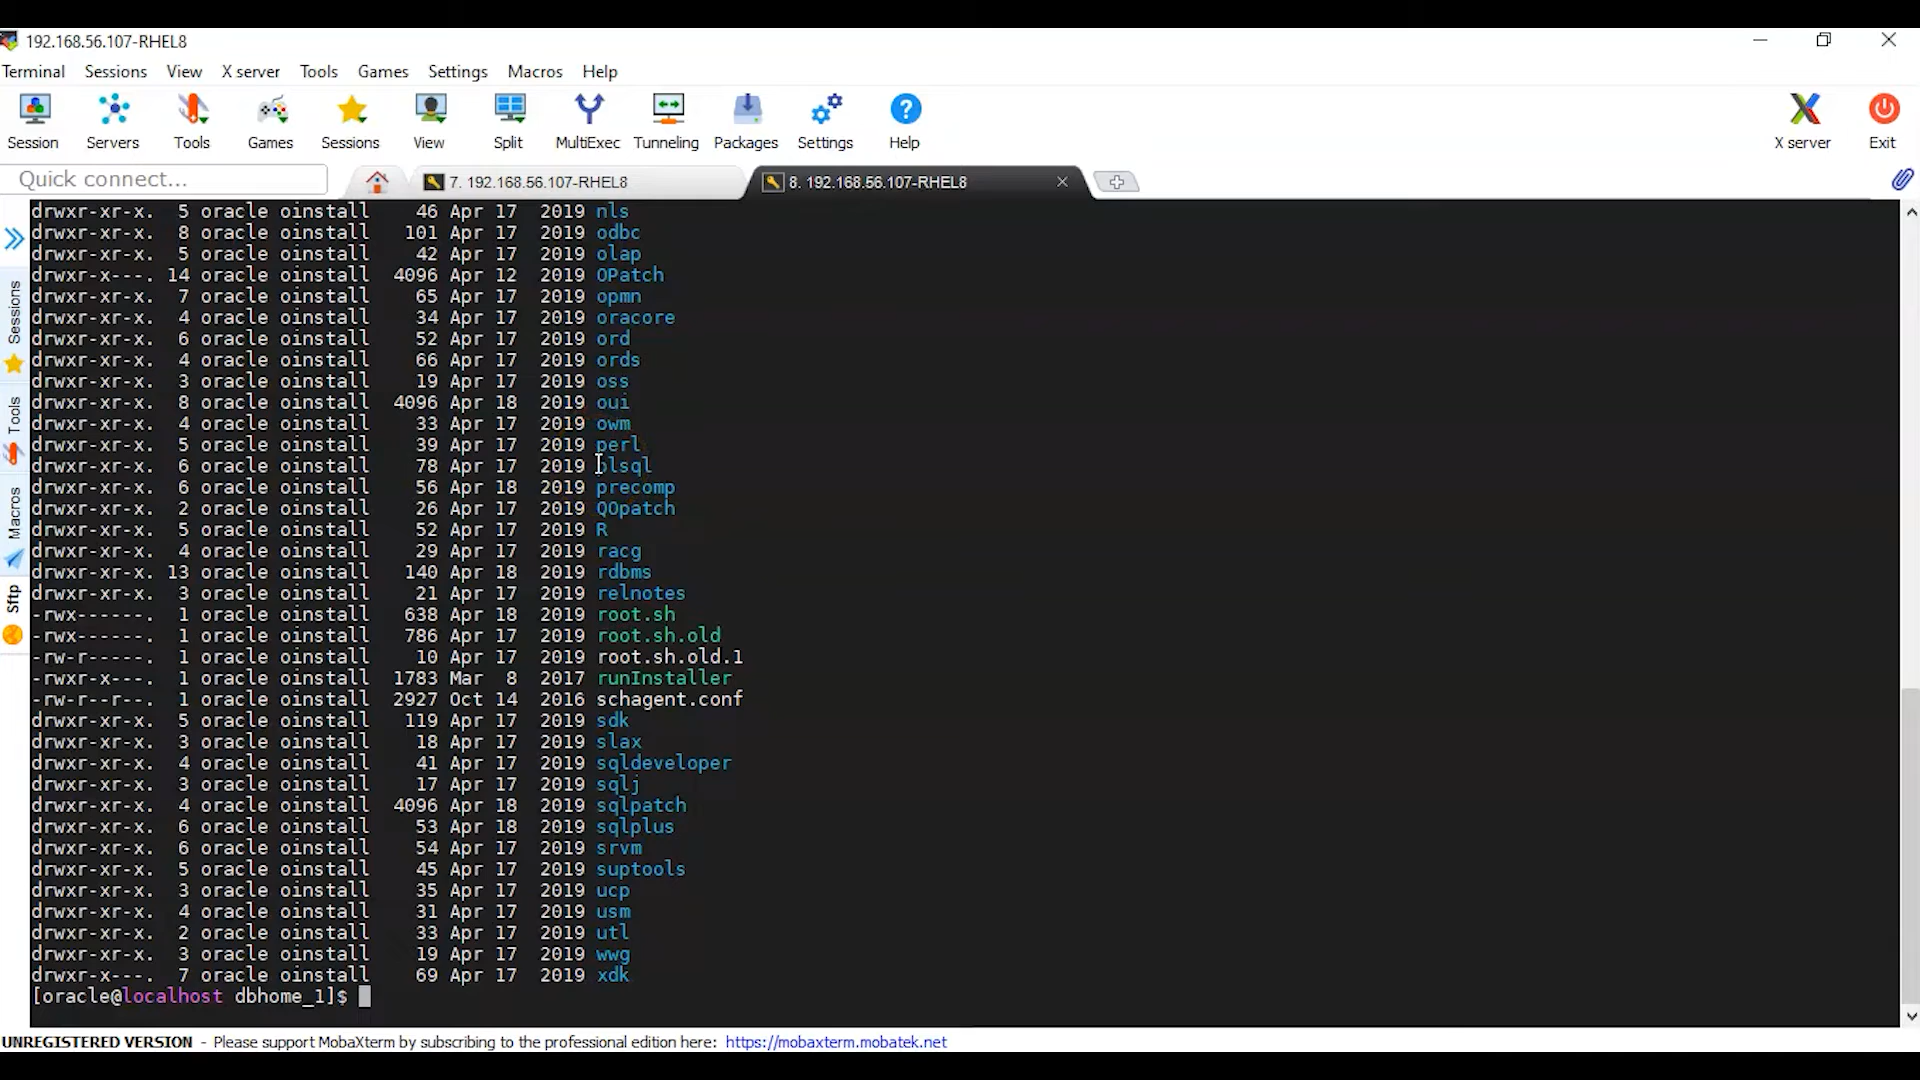 192.168.56.107-RHEL8
Terminal Sessions View X server Tools Games Settings Macros Help
Session Servers Tools Games Sessions View Split MultiExec Tunneling Packages Settings Help X server Exit
Quick connect... 7. 192.168.56.107-RHEL8 8. 192.168.56.107-RHEL8
Sessions
Tools
Macros
Sftp
drwxr-xr-x. 5 oracle oinstall 46 Apr 17 2019 nls
drwxr-xr-x. 8 oracle oinstall 101 Apr 17 2019 odbc
drwxr-xr-x. 5 oracle oinstall 42 Apr 17 2019 olap
drwxr-x---. 14 oracle oinstall 4096 Apr 12 2019 OPatch
drwxr-xr-x. 7 oracle oinstall 65 Apr 17 2019 opmn
drwxr-xr-x. 4 oracle oinstall 34 Apr 17 2019 oracore
drwxr-xr-x. 6 oracle oinstall 52 Apr 17 2019 ord
drwxr-xr-x. 4 oracle oinstall 66 Apr 17 2019 ords
drwxr-xr-x. 3 oracle oinstall 19 Apr 17 2019 oss
drwxr-xr-x. 8 oracle oinstall 4096 Apr 18 2019 oui
drwxr-xr-x. 4 oracle oinstall 33 Apr 17 2019 owm
drwxr-xr-x. 5 oracle oinstall 39 Apr 17 2019 perl
drwxr-xr-x. 6 oracle oinstall 78 Apr 17 2019 plsql
drwxr-xr-x. 6 oracle oinstall 56 Apr 18 2019 precomp
drwxr-xr-x. 2 oracle oinstall 26 Apr 17 2019 QOpatch
drwxr-xr-x. 5 oracle oinstall 52 Apr 17 2019 R
drwxr-xr-x. 4 oracle oinstall 29 Apr 17 2019 racg
drwxr-xr-x. 13 oracle oinstall 140 Apr 18 2019 rdbms
drwxr-xr-x. 3 oracle oinstall 21 Apr 17 2019 relnotes
-rwx------. 1 oracle oinstall 638 Apr 18 2019 root.sh
-rwx------. 1 oracle oinstall 786 Apr 17 2019 root.sh.old
-rw-r-----. 1 oracle oinstall 10 Apr 17 2019 root.sh.old.1
-rwxr-x---. 1 oracle oinstall 1783 Mar 8 2017 runInstaller
-rw-r--r--. 1 oracle oinstall 2927 Oct 14 2016 schagent.conf
drwxr-xr-x. 5 oracle oinstall 119 Apr 17 2019 sdk
drwxr-xr-x. 3 oracle oinstall 18 Apr 17 2019 slax
drwxr-xr-x. 4 oracle oinstall 41 Apr 17 2019 sqldeveloper
drwxr-xr-x. 3 oracle oinstall 17 Apr 17 2019 sqlj
drwxr-xr-x. 4 oracle oinstall 4096 Apr 18 2019 sqlpatch
drwxr-xr-x. 6 oracle oinstall 53 Apr 18 2019 sqlplus
drwxr-xr-x. 6 oracle oinstall 54 Apr 17 2019 srvm
drwxr-xr-x. 5 oracle oinstall 45 Apr 17 2019 suptools
drwxr-xr-x. 3 oracle oinstall 35 Apr 17 2019 ucp
drwxr-xr-x. 4 oracle oinstall 31 Apr 17 2019 usm
drwxr-xr-x. 2 oracle oinstall 33 Apr 17 2019 utl
drwxr-xr-x. 3 oracle oinstall 19 Apr 17 2019 wwg
drwxr-x---. 7 oracle oinstall 69 Apr 17 2019 xdk
[oracle@localhost dbhome_1]$
UNREGISTERED VERSION - Please support MobaXterm by subscribing to the professional edition here: https://mobaxterm.mobatek.net